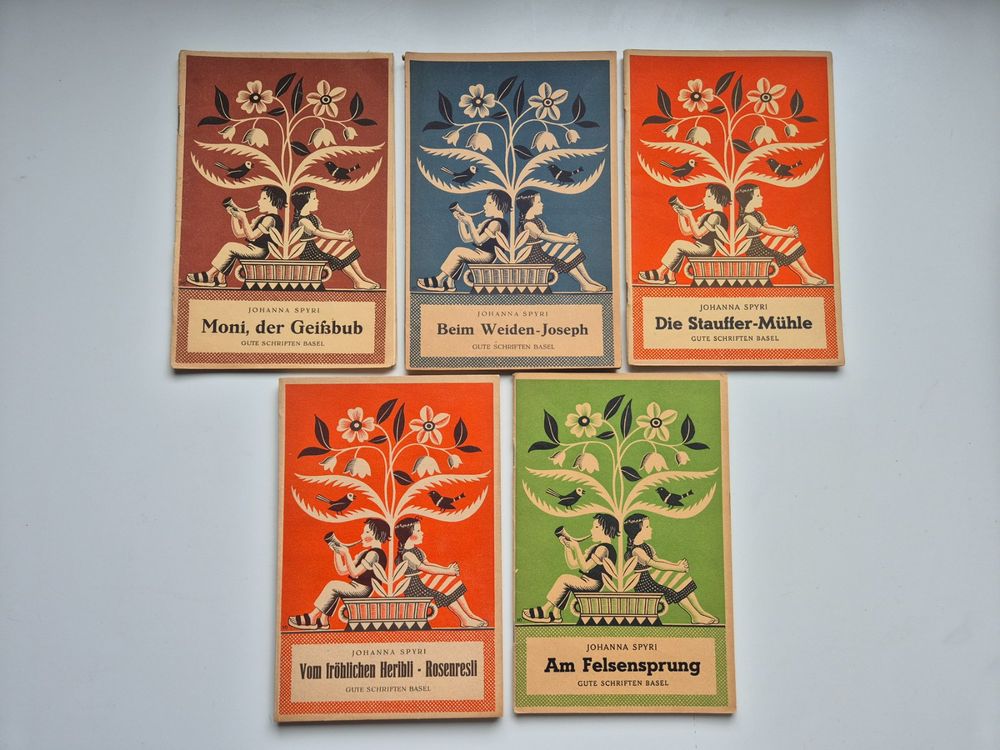 JOHANNA SPYRI
Moni, der Geißbub
GUTE SCHRIFTEN BASEL
JOHANNA SPYRI
Beim Weiden-Joseph
GUTE SCHRIFTEN BASEL
JOHANNA SPYRI
Die Stauffer-Mühle
GUTE SCHRIFTEN BASEL
JOHANNA SPYRI
Vom fröhlichen Heribli - Rosenresli
GUTE SCHRIFTEN BASEL
JOHANNA SPYRI
Am Felsensprung
GUTE SCHRIFTEN BASEL